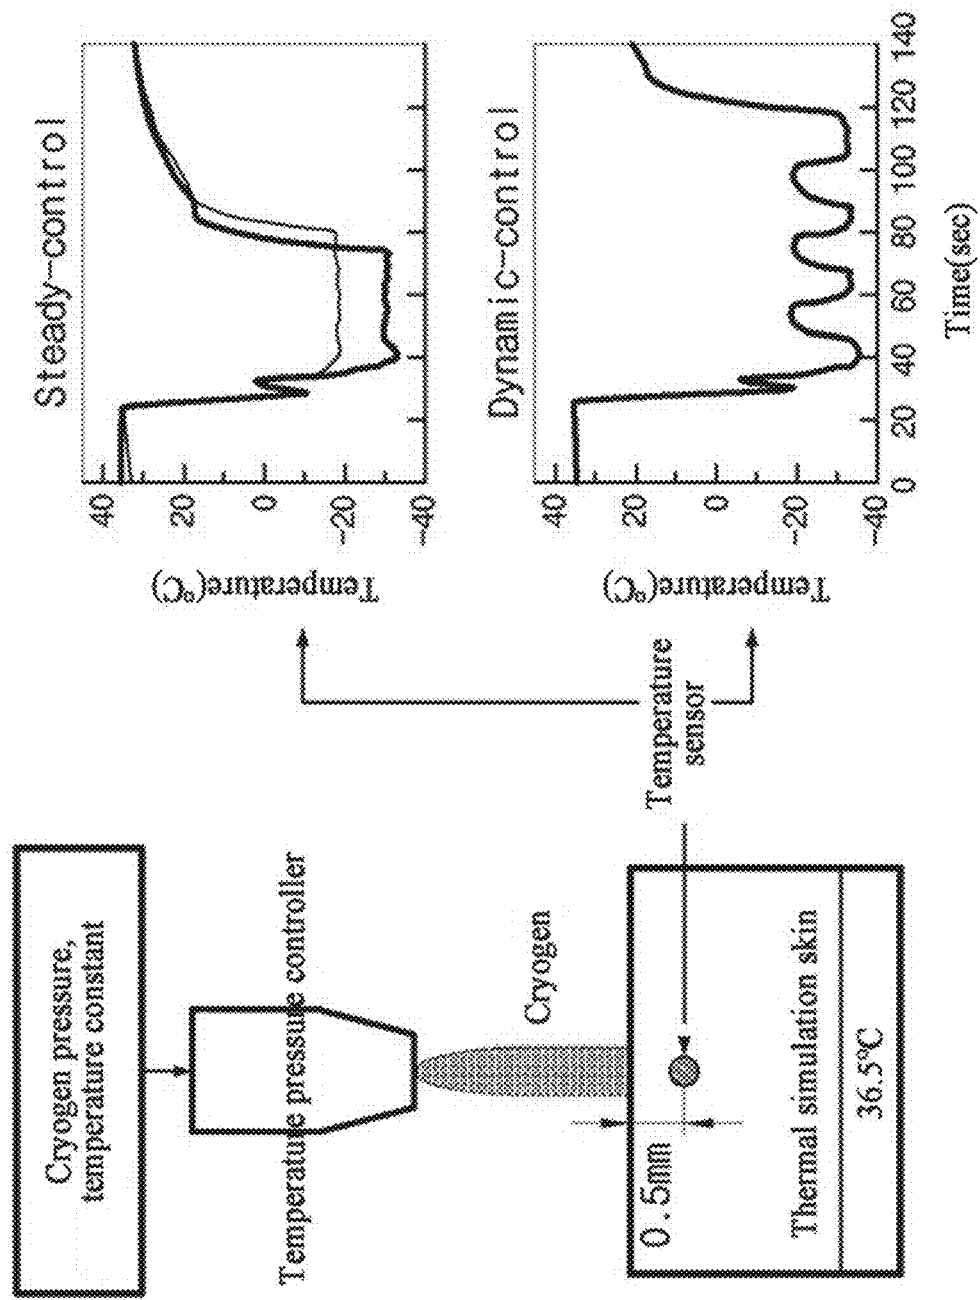 Cryogen pressure,
temperature constant
Temperature pressure controller
Cryogen
0.5mm
Thermal simulation skin
36.5°C
Temperature
sensor
Steady-control
Temperature(°C)
40
20
0
-20
-40
Dynamic-control
Temperature(°C)
40
20
0
-20
-40
0 20 40 60 80 100 120 140
Time(sec)